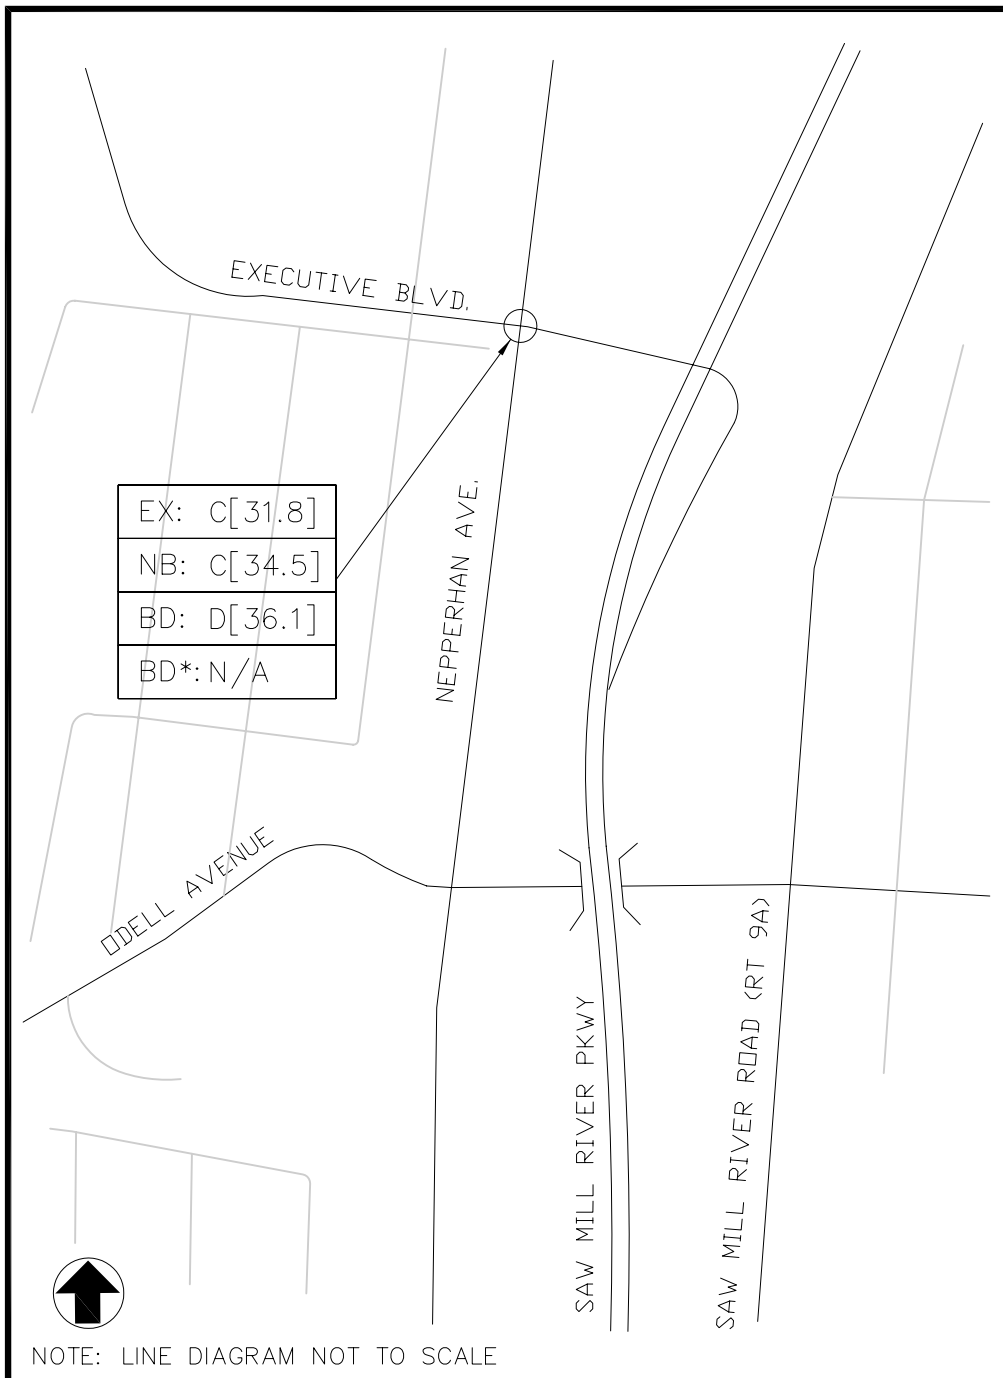 EXECUTIVE BLVD.
EX: C[31.8]
NB: C[34.5]
BD: D[36.1]
BD*: N/A
NEPPERHAN AVE.
ODELL AVENUE
SAW MILL RIVER PKWY
SAW MILL RIVER ROAD (RT 9A)
NOTE: LINE DIAGRAM NOT TO SCALE